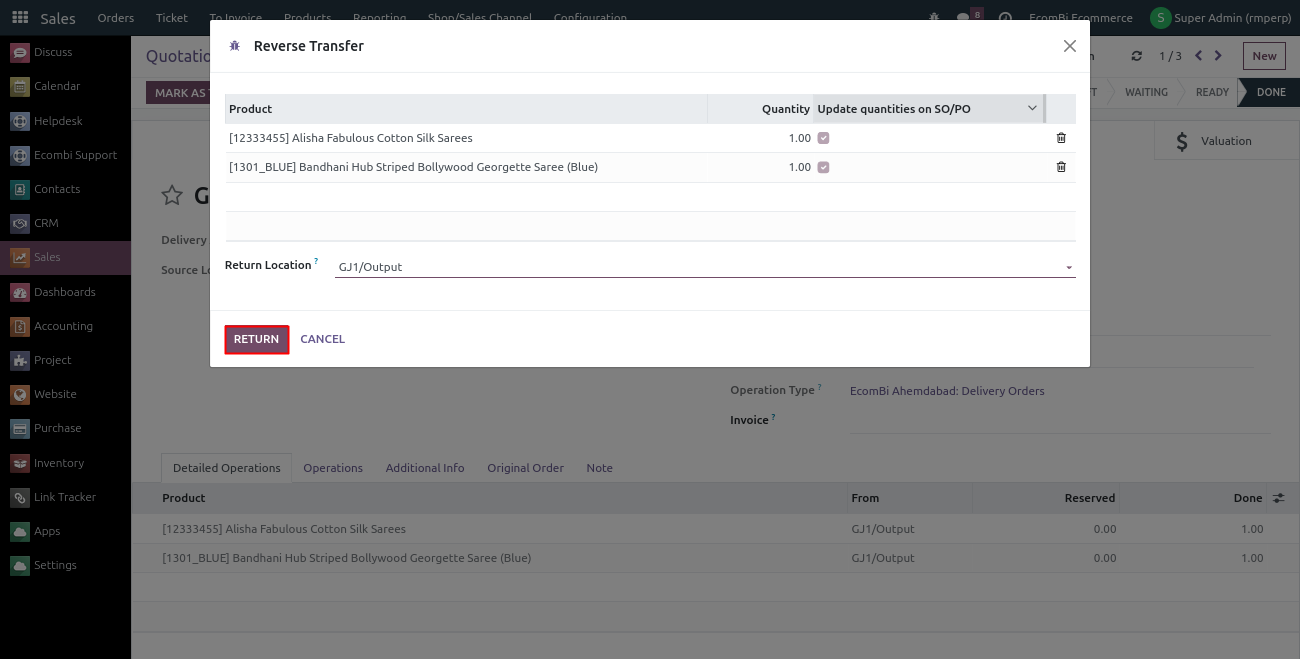 Sales Orders Ticket To Invoice Products Reporting Shop/Sales Channel Configuration 8 EcomBi Ecommerce S Super Admin (rmperp)
Discuss
Calendar
Helpdesk
Ecombi Support
Contacts
CRM
Sales
Dashboards
Accounting
Project
Website
Purchase
Inventory
Link Tracker
Apps
Settings
Quotatio
1 / 3 New
MARK AS
WAITING READY DONE
$ Valuation
G
Delivery
Source Lo
Reverse Transfer
Product Quantity Update quantities on SO/PO
[12333455] Alisha Fabulous Cotton Silk Sarees 1.00
[1301_BLUE] Bandhani Hub Striped Bollywood Georgette Saree (Blue) 1.00
Return Location ? GJ1/Output
RETURN CANCEL
Operation Type ? EcomBi Ahemdabad: Delivery Orders
Invoice ?
Detailed Operations Operations Additional Info Original Order Note
Product From Reserved Done
[12333455] Alisha Fabulous Cotton Silk Sarees GJ1/Output 0.00 1.00
[1301_BLUE] Bandhani Hub Striped Bollywood Georgette Saree (Blue) GJ1/Output 0.00 1.00